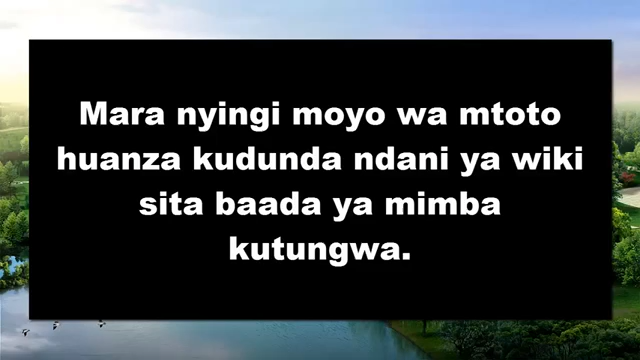 Mara nyingi moyo wa mtoto
huanza kudunda ndani ya wiki
sita baada ya mimba
kutungwa.